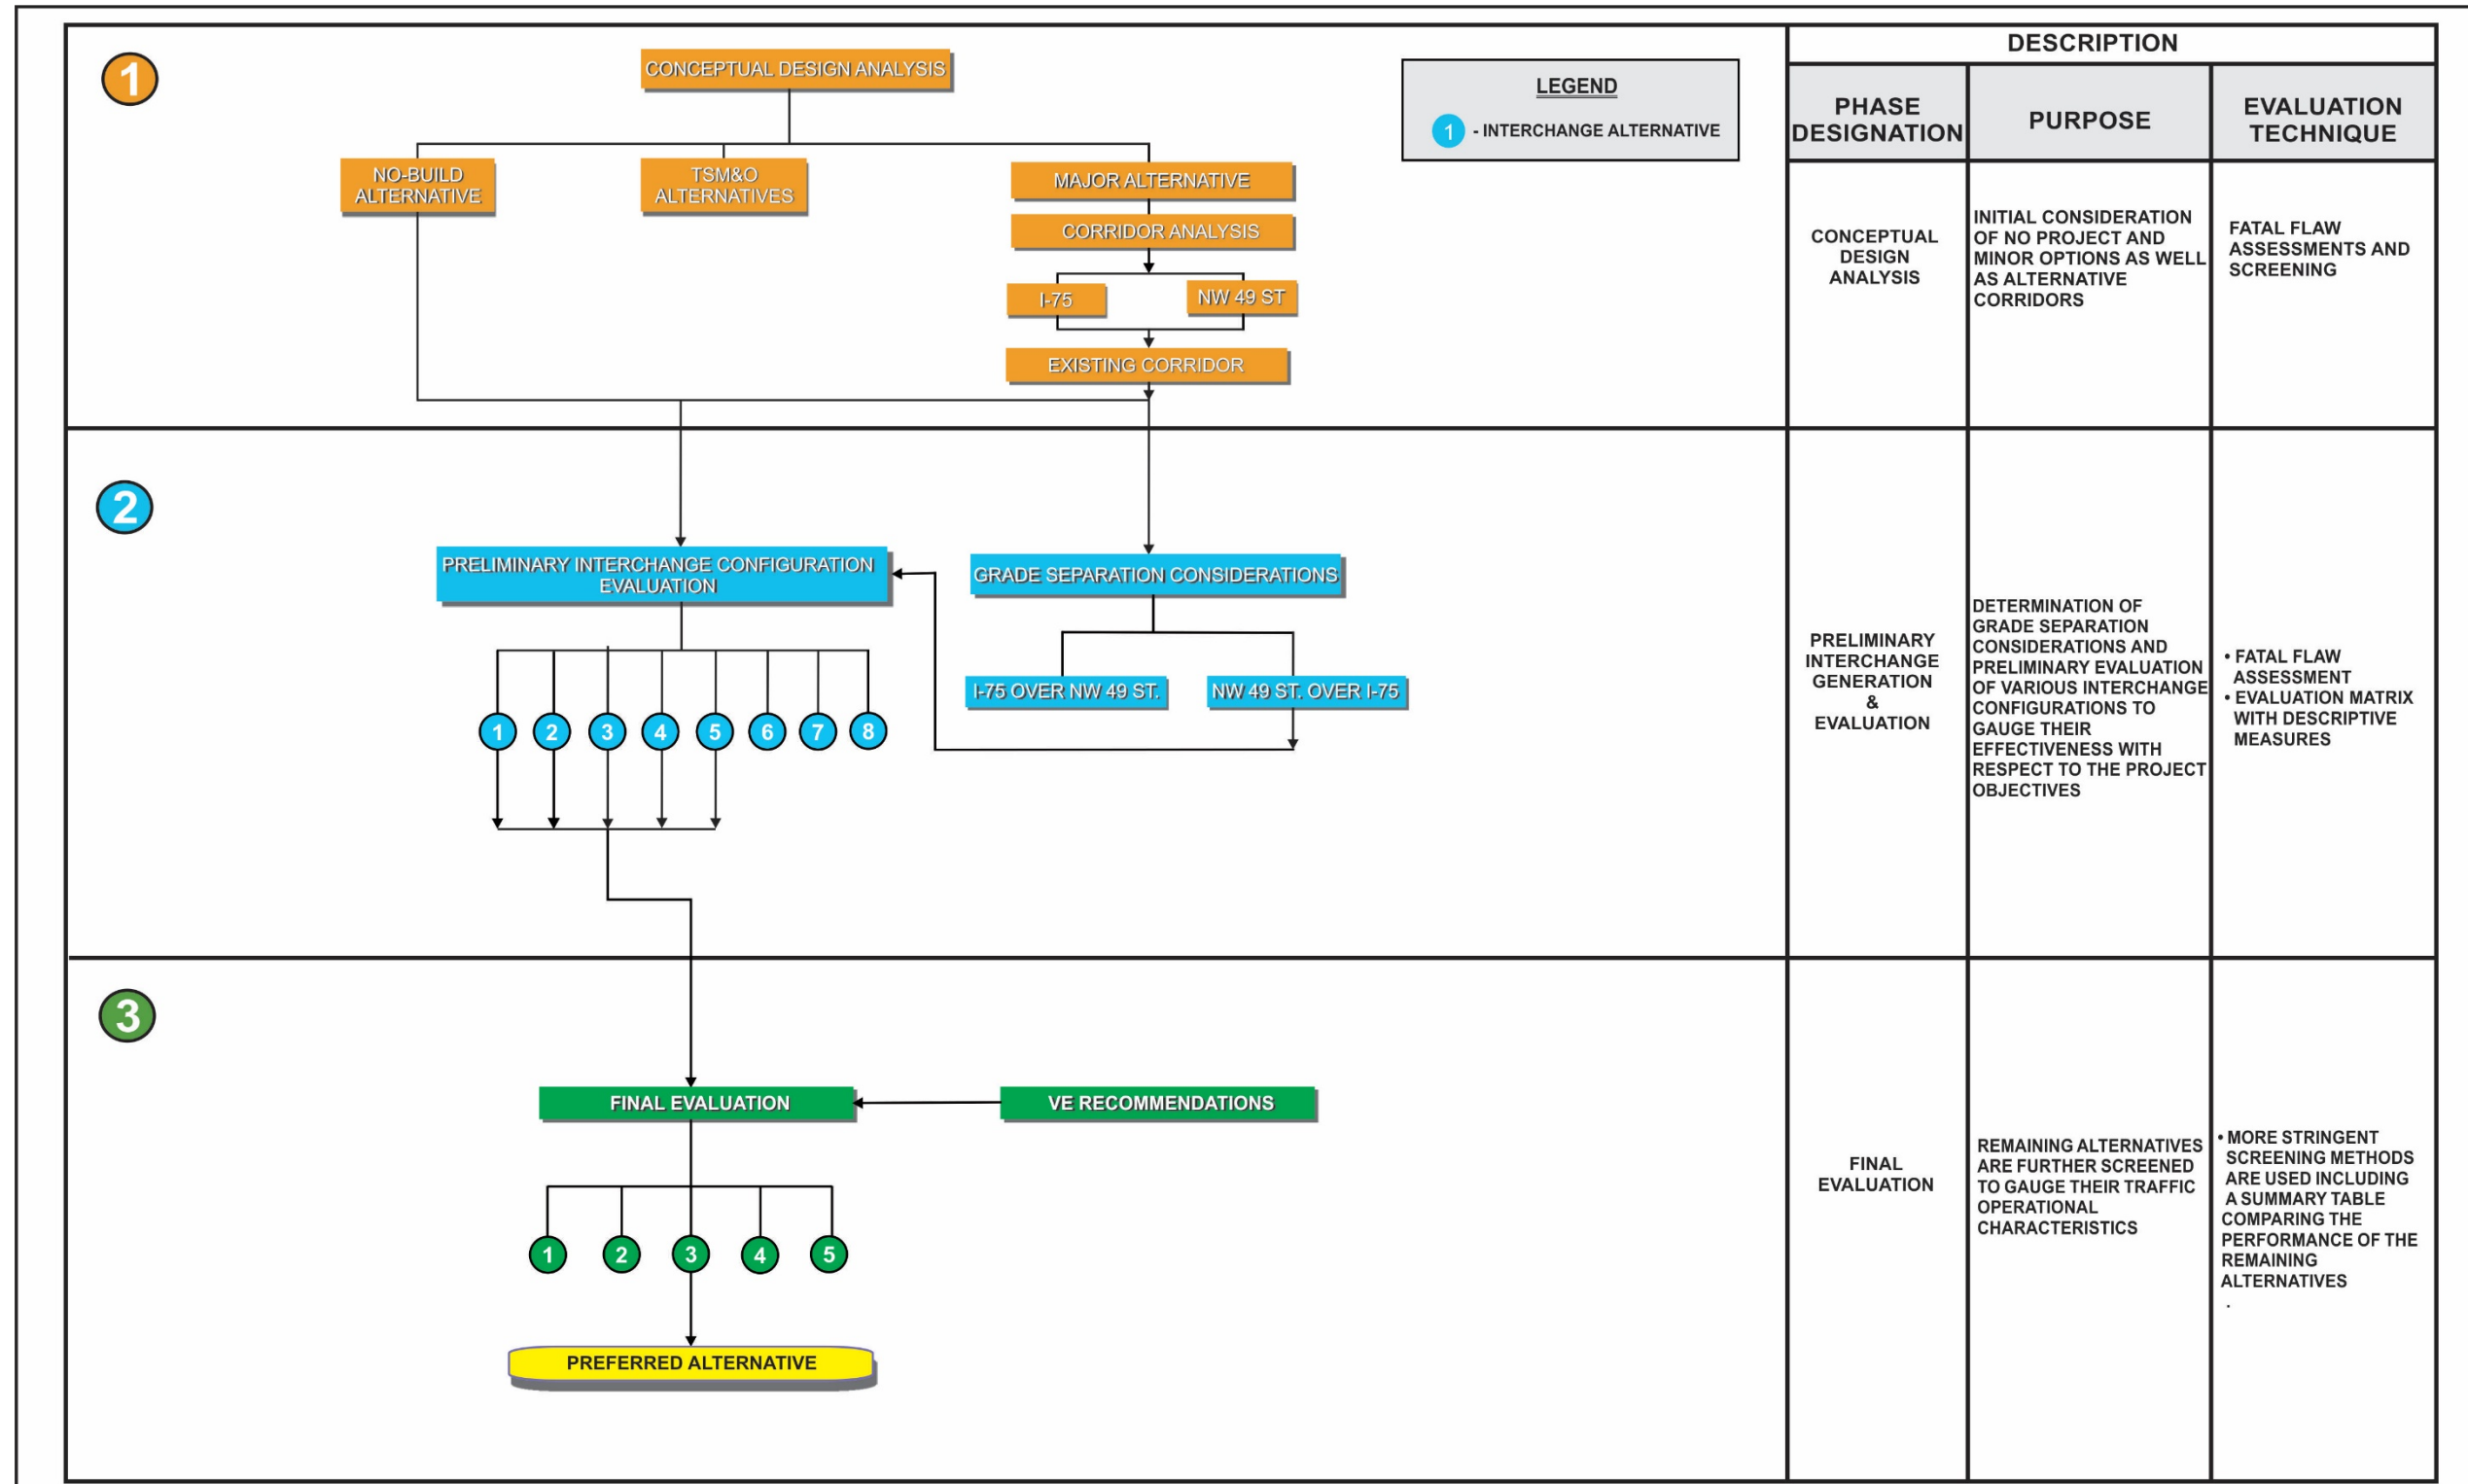 1
CONCEPTUAL DESIGN ANALYSIS
NO-BUILD
ALTERNATIVE
TSM&O
ALTERNATIVES
MAJOR ALTERNATIVE
CORRIDOR ANALYSIS
I-75
NW 49 ST
EXISTING CORRIDOR
LEGEND
1 - INTERCHANGE ALTERNATIVE
DESCRIPTION
PHASE
DESIGNATION
PURPOSE
EVALUATION
TECHNIQUE
CONCEPTUAL
DESIGN
ANALYSIS
INITIAL CONSIDERATION
OF NO PROJECT AND
MINOR OPTIONS AS WELL
AS ALTERNATIVE
CORRIDORS
FATAL FLAW
ASSESSMENTS AND
SCREENING
2
PRELIMINARY INTERCHANGE CONFIGURATION
EVALUATION
GRADE SEPARATION CONSIDERATIONS
I-75 OVER NW 49 ST.
NW 49 ST. OVER I-75
1 2 3 4 5 6 7 8
PRELIMINARY
INTERCHANGE
GENERATION
&
EVALUATION
DETERMINATION OF
GRADE SEPARATION
CONSIDERATIONS AND
PRELIMINARY EVALUATION
OF VARIOUS INTERCHANGE
CONFIGURATIONS TO
GAUGE THEIR
EFFECTIVENESS WITH
RESPECT TO THE PROJECT
OBJECTIVES
• FATAL FLAW
ASSESSMENT
• EVALUATION MATRIX
WITH DESCRIPTIVE
MEASURES
3
FINAL EVALUATION
VE RECOMMENDATIONS
1 2 3 4 5
PREFERRED ALTERNATIVE
FINAL
EVALUATION
REMAINING ALTERNATIVES
ARE FURTHER SCREENED
TO GAUGE THEIR TRAFFIC
OPERATIONAL
CHARACTERISTICS
• MORE STRINGENT
SCREENING METHODS
ARE USED INCLUDING
A SUMMARY TABLE
COMPARING THE
PERFORMANCE OF THE
REMAINING
ALTERNATIVES
.